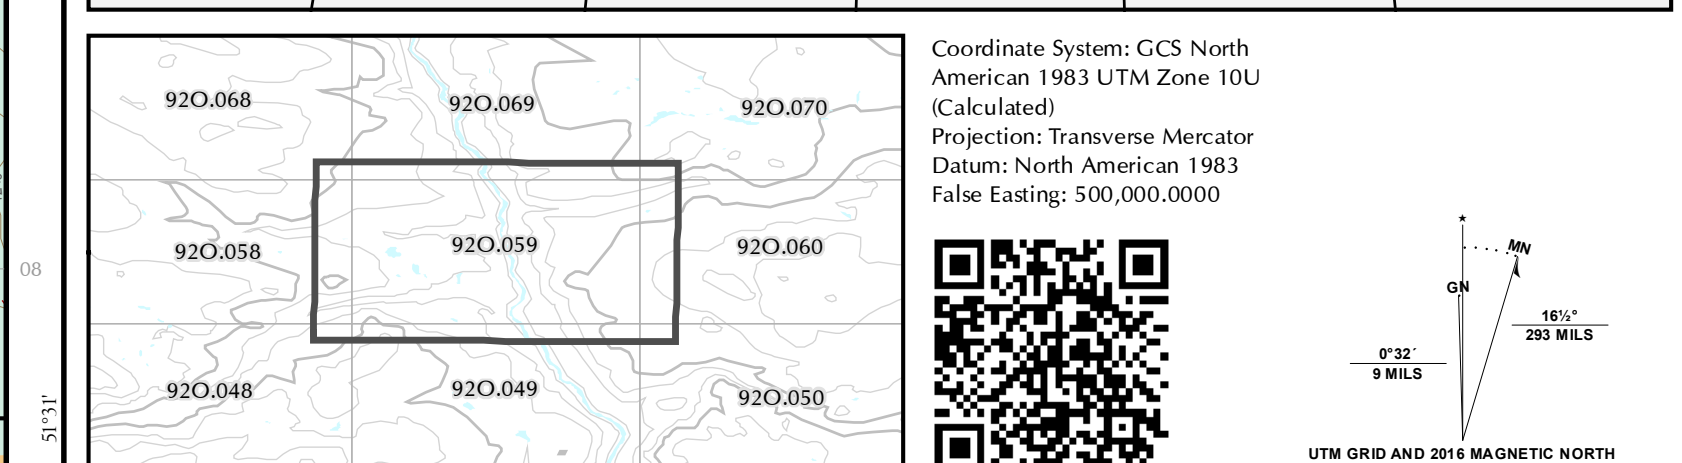 92O.068
92O.069
92O.070
92O.058
92O.059
92O.060
92O.048
92O.049
92O.050
08
51°31'
Coordinate System: GCS North
American 1983 UTM Zone 10U
(Calculated)
Projection: Transverse Mercator
Datum: North American 1983
False Easting: 500,000.0000
MN
GN
16½°
293 MILS
0°32´
9 MILS
UTM GRID AND 2016 MAGNETIC NORTH